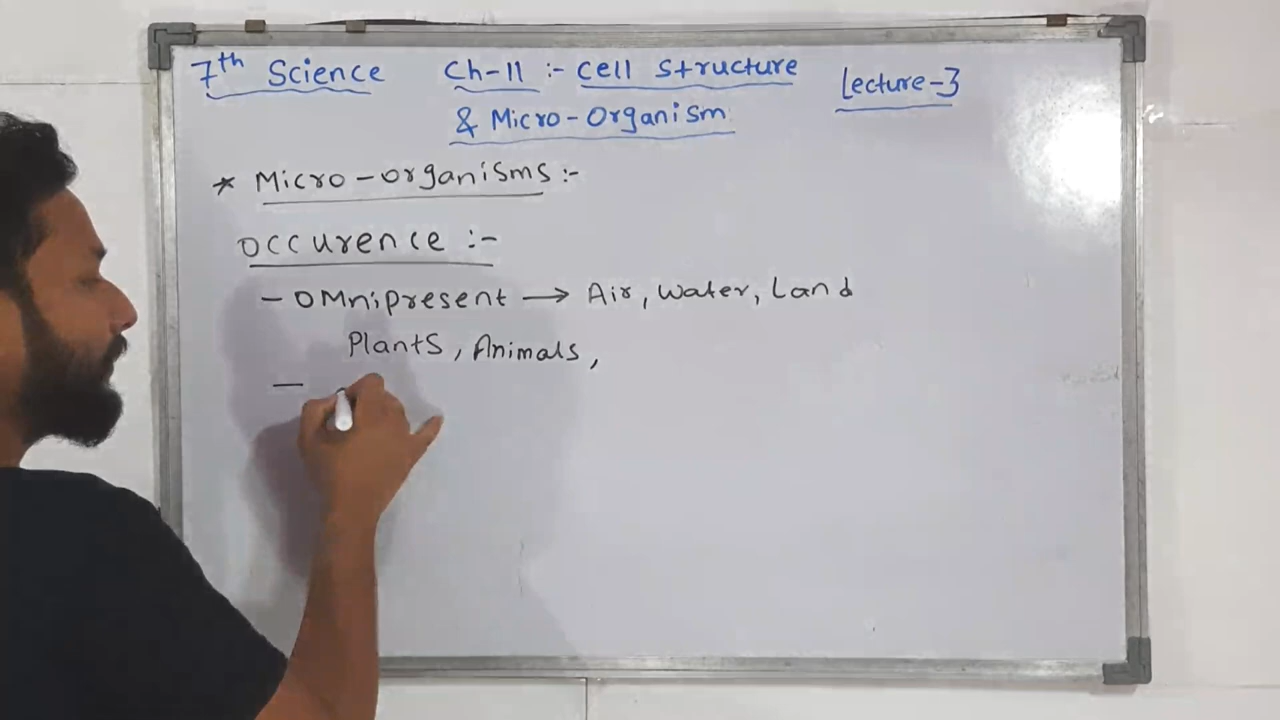 7th Science Ch-11 :- Cell Structure Lecture-3
& Micro-Organism
* Micro-organisms :-
Occurence :-
- Omnipresent → Air, Water, Land
Plants, Animals,
—